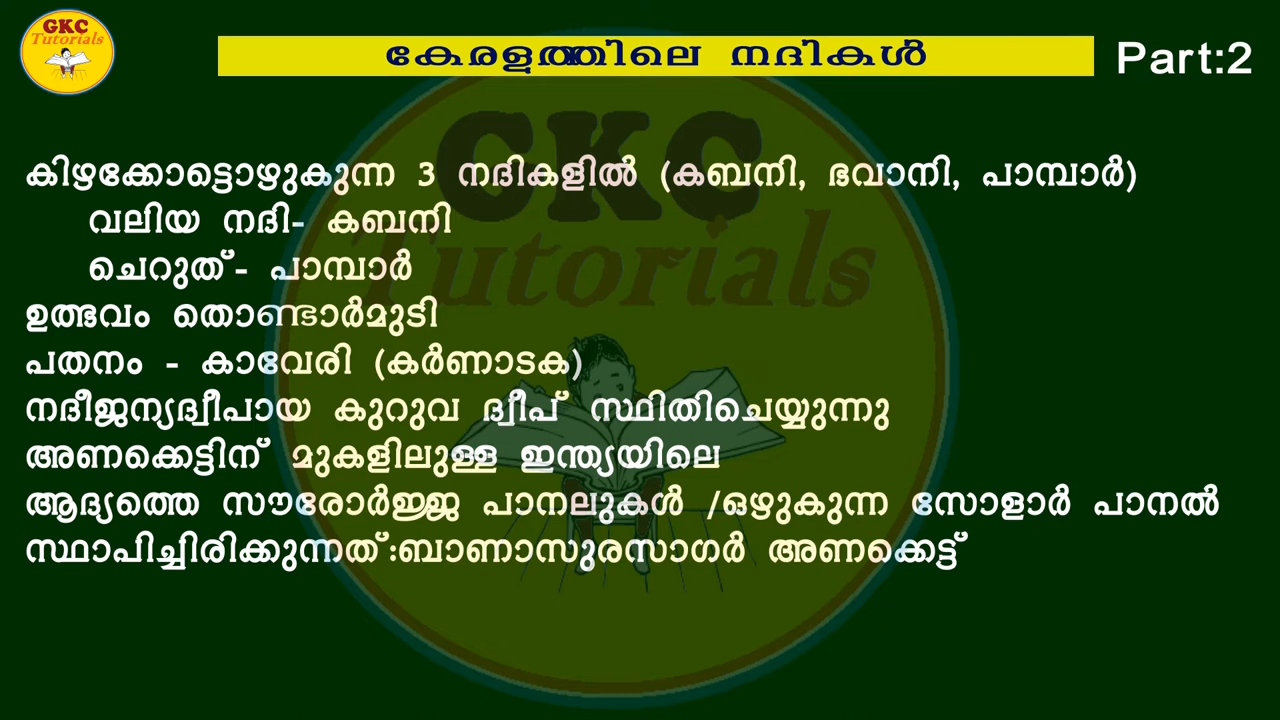 GKC
Tutorials
കേരളത്തിലെ നദികൾ
Part:2
കിഴക്കോട്ടൊഴുകുന്ന 3 നദികളിൽ (കബനി, ഭവാനി, പാമ്പാർ)
വലിയ നദി- കബനി
ചെറുത്- പാമ്പാർ
ഉത്ഭവം തൊണ്ടാർമുടി
പതനം - കാവേരി (കർണാടക)
നദീജന്യദ്വീപായ കുറുവ ദ്വീപ് സ്ഥിതിചെയ്യുന്നു
അണക്കെട്ടിന് മുകളിലുള്ള ഇന്ത്യയിലെ
ആദ്യത്തെ സൗരോർജ്ജ പാനലുകൾ /ഒഴുകുന്ന സോളാർ പാനൽ
സ്ഥാപിച്ചിരിക്കുന്നത്:ബാണാസുരസാഗർ അണക്കെട്ട്
GKC
Tutorials